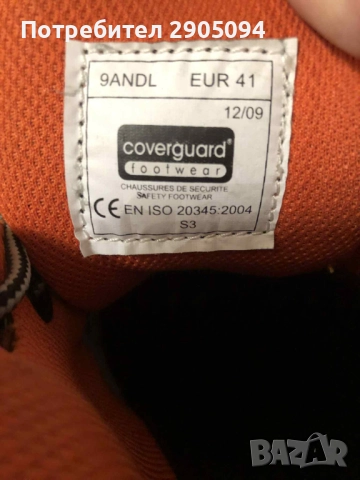 Потребител 2905094
9ANDL EUR 41
12/09
coverguard®
footwear
CHAUSSURES DE SECURITE
SAFETY FOOTWEAR
CE EN ISO 20345:2004
S3
BAZAR
bg